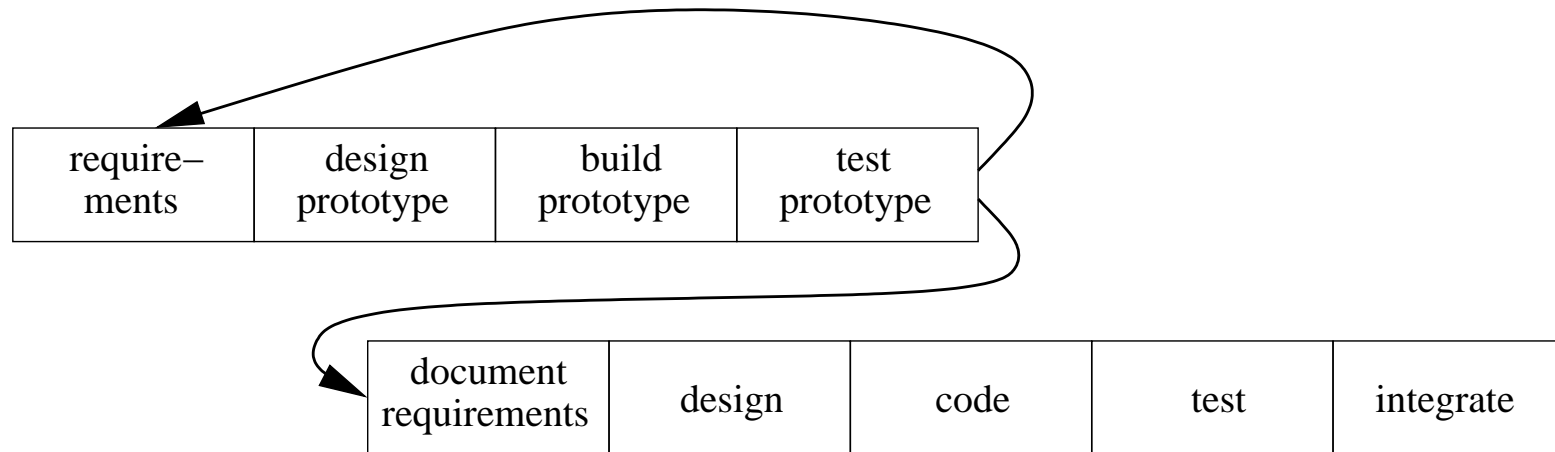 require–
ments
design
prototype
build
prototype
test
prototype
document
requirements
design
code
test
integrate